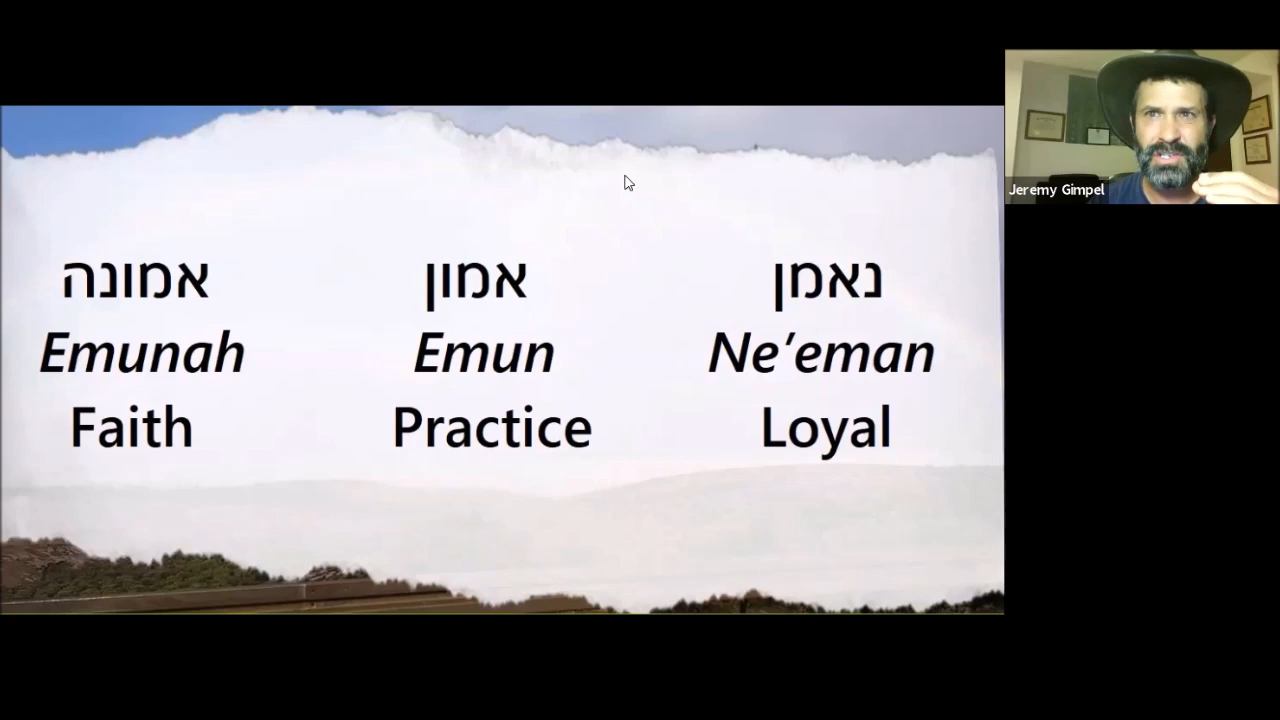 אמונה
Emunah
Faith
אמון
Emun
Practice
נאמן
Ne’eman
Loyal
Jeremy Gimpel